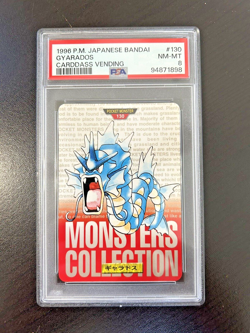 1996 P.M. JAPANESE BANDAI #130
GYARADOS NM-MT
CARDDASS VENDING 8
PSA 94871898
POCKET MONSTER
130
MONSTERS
COLLECTION
ギャラドス